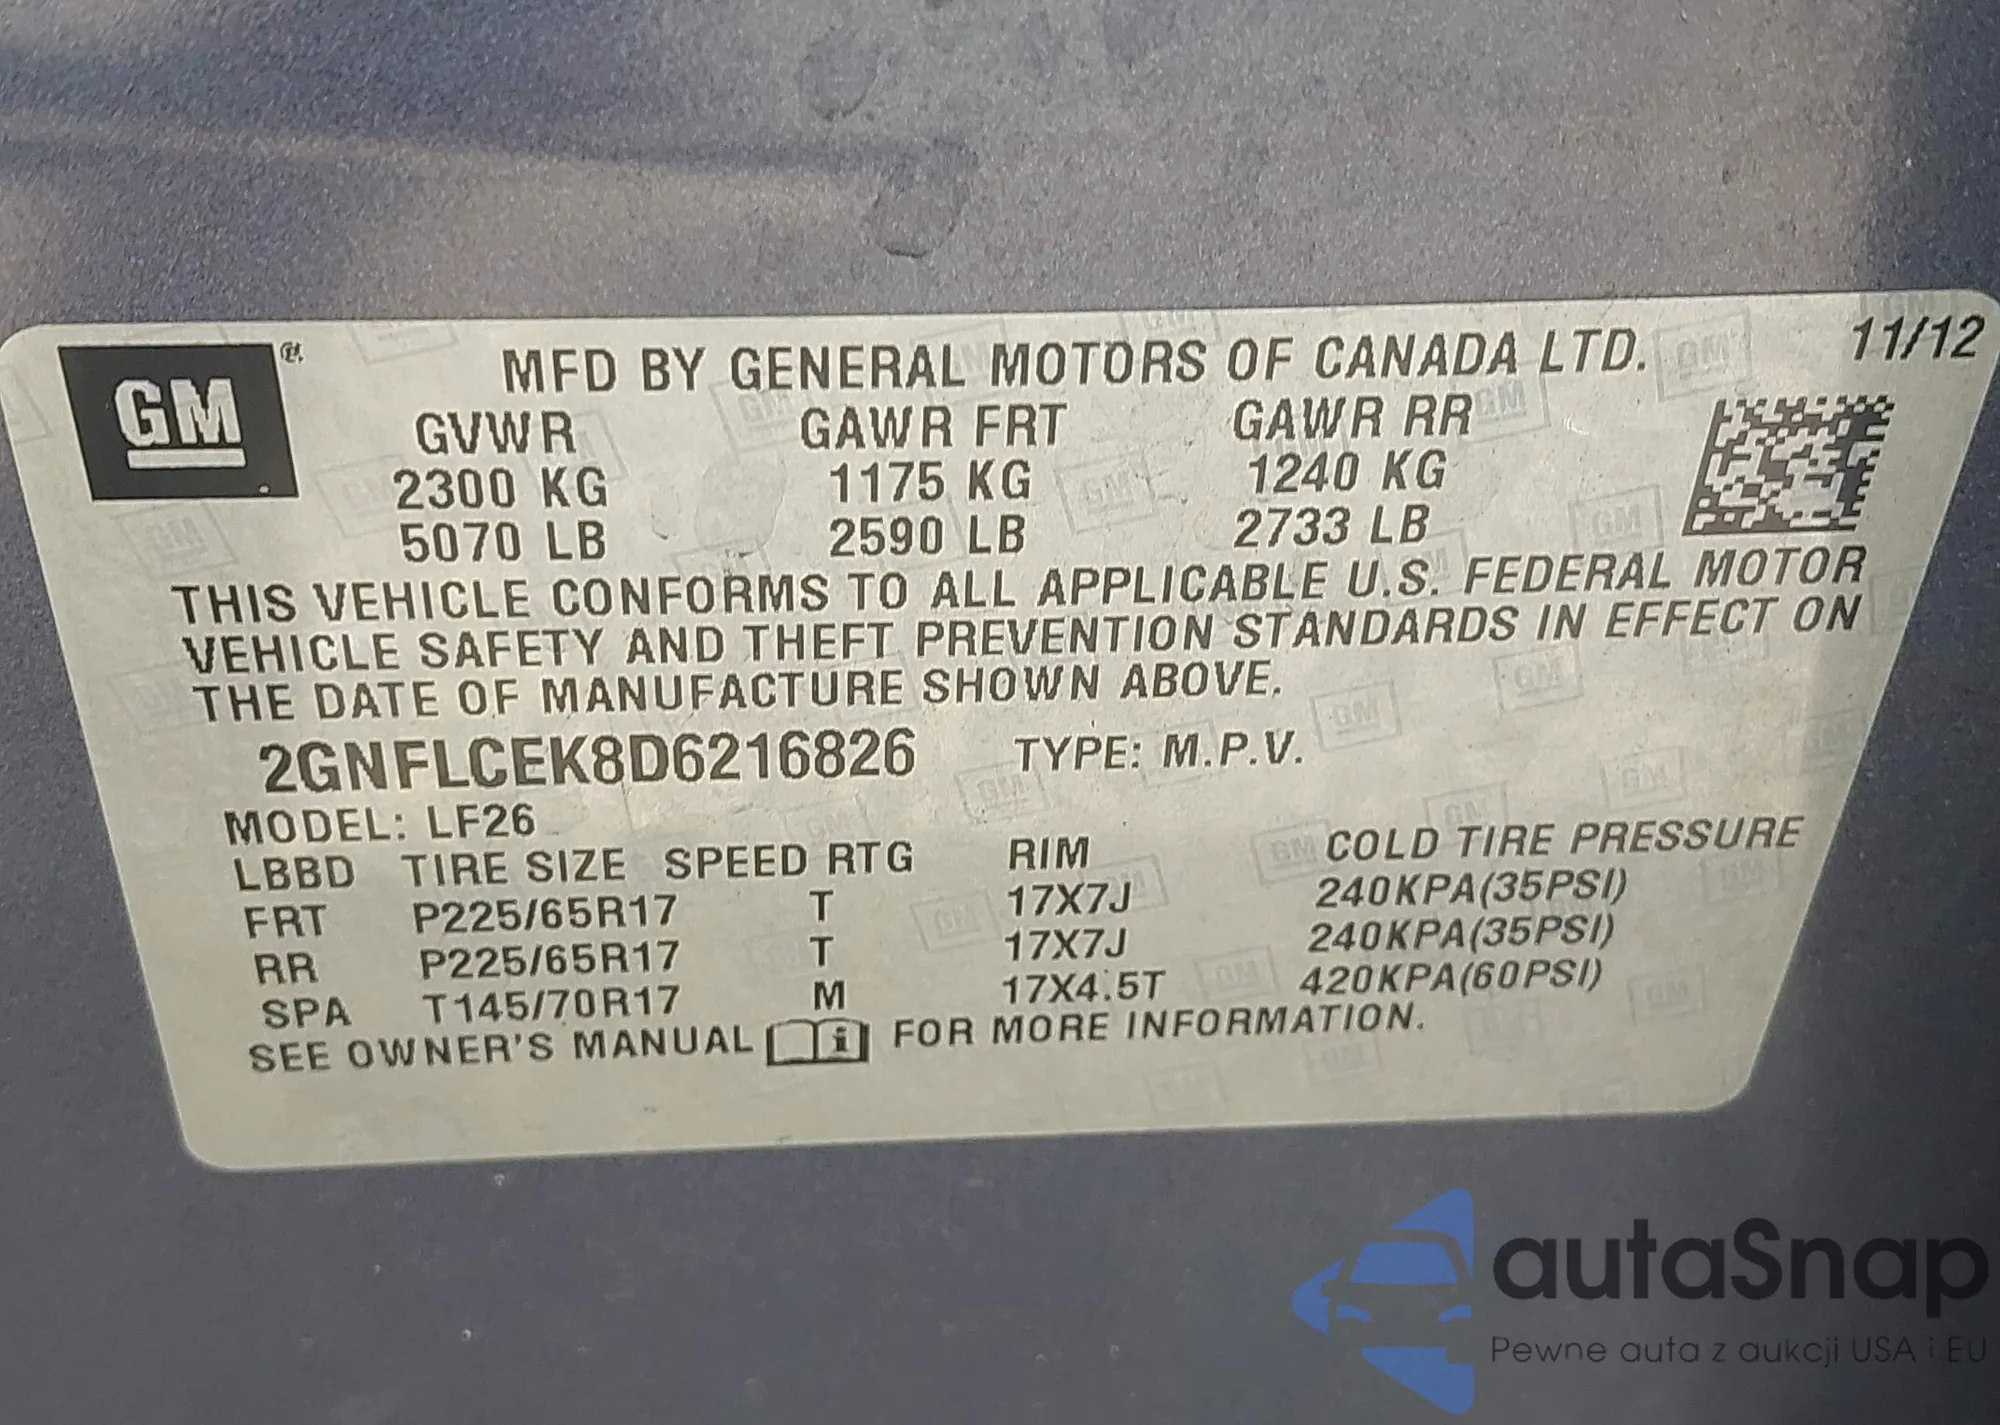 GM
MFD BY GENERAL MOTORS OF CANADA LTD. 11/12
GVWR GAWR FRT GAWR RR
2300 KG 1175 KG 1240 KG
5070 LB 2590 LB 2733 LB
THIS VEHICLE CONFORMS TO ALL APPLICABLE U.S. FEDERAL MOTOR
VEHICLE SAFETY AND THEFT PREVENTION STANDARDS IN EFFECT ON
THE DATE OF MANUFACTURE SHOWN ABOVE.
2GNFLCEK8D6216826 TYPE: M.P.V.
MODEL: LF26
LBBD TIRE SIZE SPEED RTG RIM COLD TIRE PRESSURE
FRT P225/65R17 T 17X7J 240KPA(35PSI)
RR P225/65R17 T 17X7J 240KPA(35PSI)
SPA T145/70R17 M 17X4.5T 420KPA(60PSI)
SEE OWNER'S MANUAL i FOR MORE INFORMATION.
autaSnap
Pewne auta z aukcji USA i EU